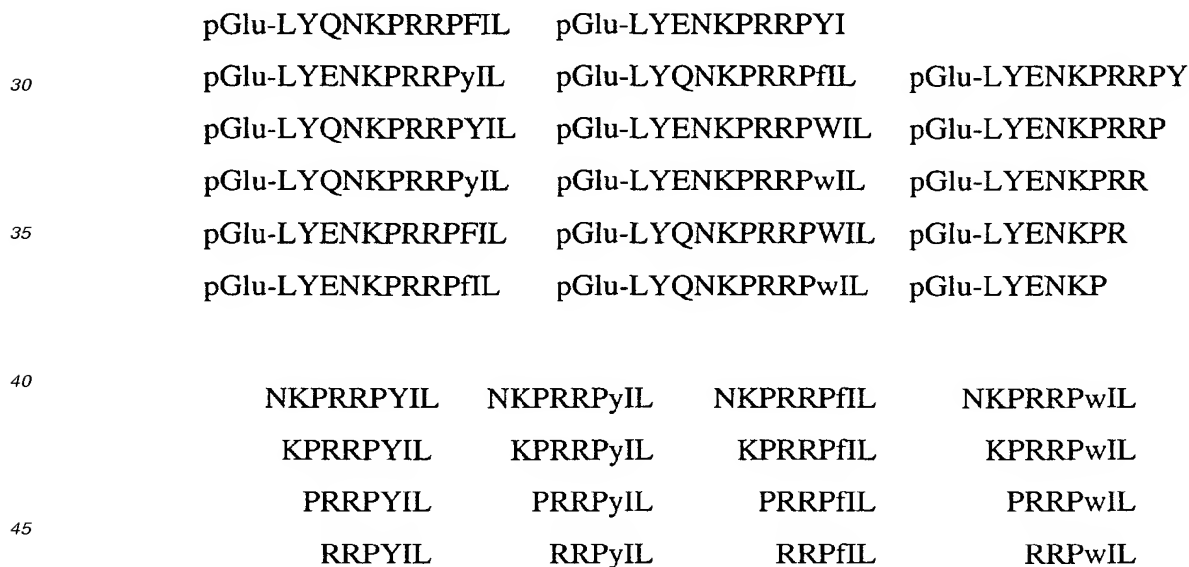 pGlu-LYQNKPRRPFIL pGlu-LYENKPRRPYI
30 pGlu-LYENKPRRPyIL pGlu-LYQNKPRRPfIL pGlu-LYENKPRRPY
pGlu-LYQNKPRRPYIL pGlu-LYENKPRRPWIL pGlu-LYENKPRRP
pGlu-LYQNKPRRPyIL pGlu-LYENKPRRPwIL pGlu-LYENKPRR
35 pGlu-LYENKPRRPFIL pGlu-LYQNKPRRPWIL pGlu-LYENKPR
pGlu-LYENKPRRPfIL pGlu-LYQNKPRRPwIL pGlu-LYENKP
40 NKPRRPYIL NKPRRPyIL NKPRRPfIL NKPRRPwIL
KPRRPYIL KPRRPyIL KPRRPfIL KPRRPwIL
PRRPYIL PRRPyIL PRRPfIL PRRPwIL
45 RRPYIL RRPyIL RRPfIL RRPwIL